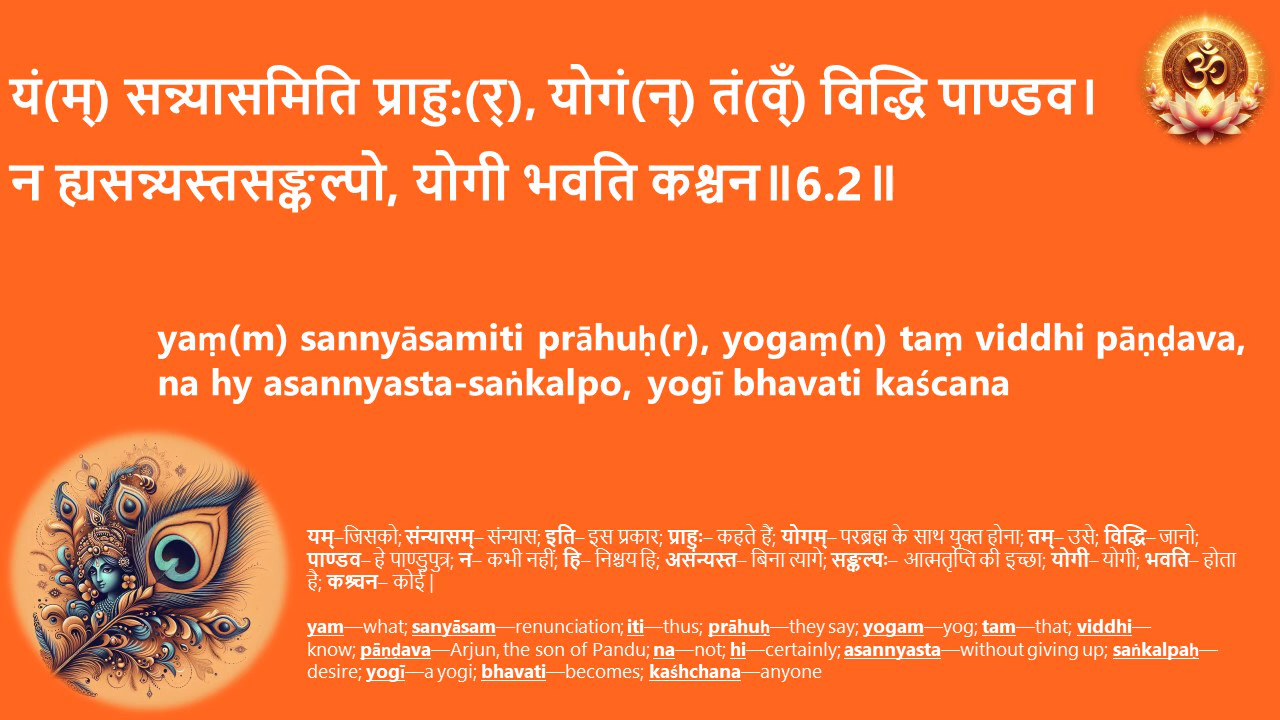 यं(म्) सन्न्यासमिति प्राहुः(र्), योगं(न्) तं(व्ँ) विद्धि पाण्डव।
न ह्यसन्न्यस्तसङ्कल्पो, योगी भवति कश्चन॥6.2॥
ॐ
yaṃ(m) sannyāsamiti prāhuḥ(r), yogaṃ(n) taṃ viddhi pāṇḍava,
na hy asannyasta-saṅkalpo, yogī bhavati kaścana
यम्–जिसको; संन्यासम्– संन्यास; इति– इस प्रकार; प्राहुः– कहते हैं; योगम्– परब्रह्म के साथ युक्त होना; तम्– उसे; विद्धि– जानो;
पाण्डव– हे पाण्डुपुत्र; न– कभी नहीं; हि– निश्चय हि; असंन्यस्त– बिना त्यागे; सङ्कल्पः– आत्मतृप्ति की इच्छा; योगी– योगी; भवति– होता
है; कश्र्चन– कोई |
yam—what; sanyāsam—renunciation; iti—thus; prāhuḥ—they say; yogam—yog; tam—that; viddhi—
know; pāṇḍava—Arjun, the son of Pandu; na—not; hi—certainly; asannyasta—without giving up; saṅkalpaḥ—
desire; yogī—a yogi; bhavati—becomes; kaśhchana—anyone